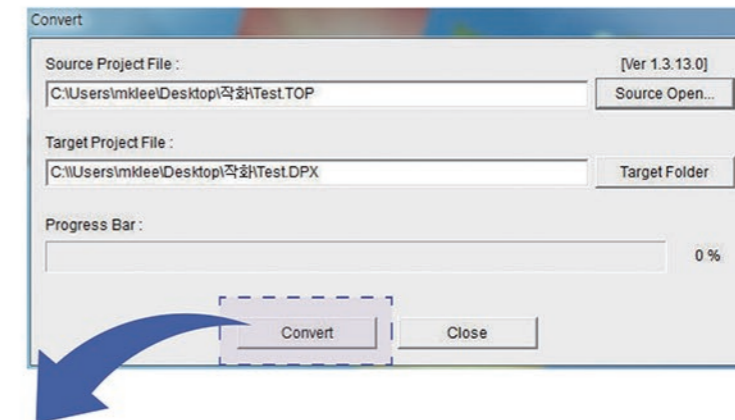 Convert
Source Project File :
[Ver 1.3.13.0]
C:\Users\mklee\Desktop\작화\Test.TOP
Source Open...
Target Project File :
C:\\Users\mklee\Desktop\작화\Test.DPX
Target Folder
Progress Bar :
0 %
Convert
Close